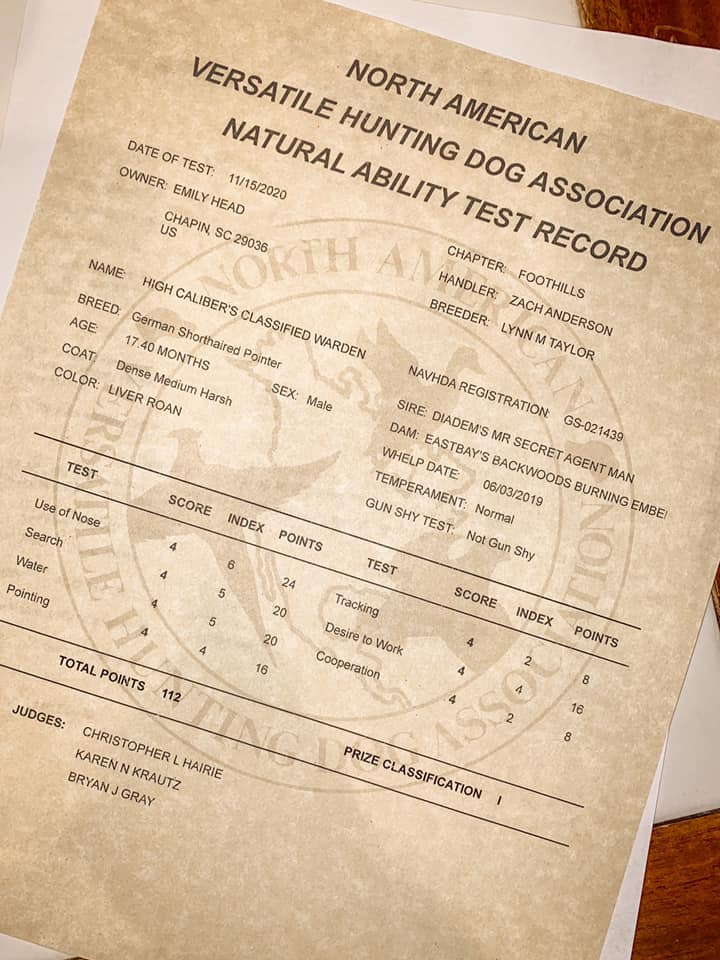 NORTH AMERICAN
VERSATILE HUNTING DOG ASSOCIATION
NATURAL ABILITY TEST RECORD
DATE OF TEST: 11/15/2020
OWNER: EMILY HEAD
CHAPIN, SC 29036
US
CHAPTER: FOOTHILLS
HANDLER: ZACH ANDERSON
BREEDER: LYNN M TAYLOR
NAME: HIGH CALIBER'S CLASSIFIED WARDEN
BREED: German Shorthaired Pointer
AGE: 17.40 MONTHS SEX: Male
COAT: Dense Medium Harsh
COLOR: LIVER ROAN
NAVHDA REGISTRATION: GS-021439
SIRE: DIADEM'S MR SECRET AGENT MAN
DAM: EASTBAY'S BACKWOODS BURNING EMBE
WHELP DATE: 06/03/2019
TEMPERAMENT: Normal
GUN SHY TEST: Not Gun Shy
TEST SCORE INDEX POINTS TEST SCORE INDEX POINTS
Use of Nose 4 6 24 Tracking 4 2 8
Search 4 5 20 Desire to Work 4 4 16
Water 4 5 20 Cooperation 4 2 8
Pointing 4 4 16
TOTAL POINTS 112 PRIZE CLASSIFICATION I
JUDGES: CHRISTOPHER L HAIRIE
KAREN N KRAUTZ
BRYAN J GRAY
NORTH AMERICAN VERSATILE HUNTING DOG ASSOCIATION